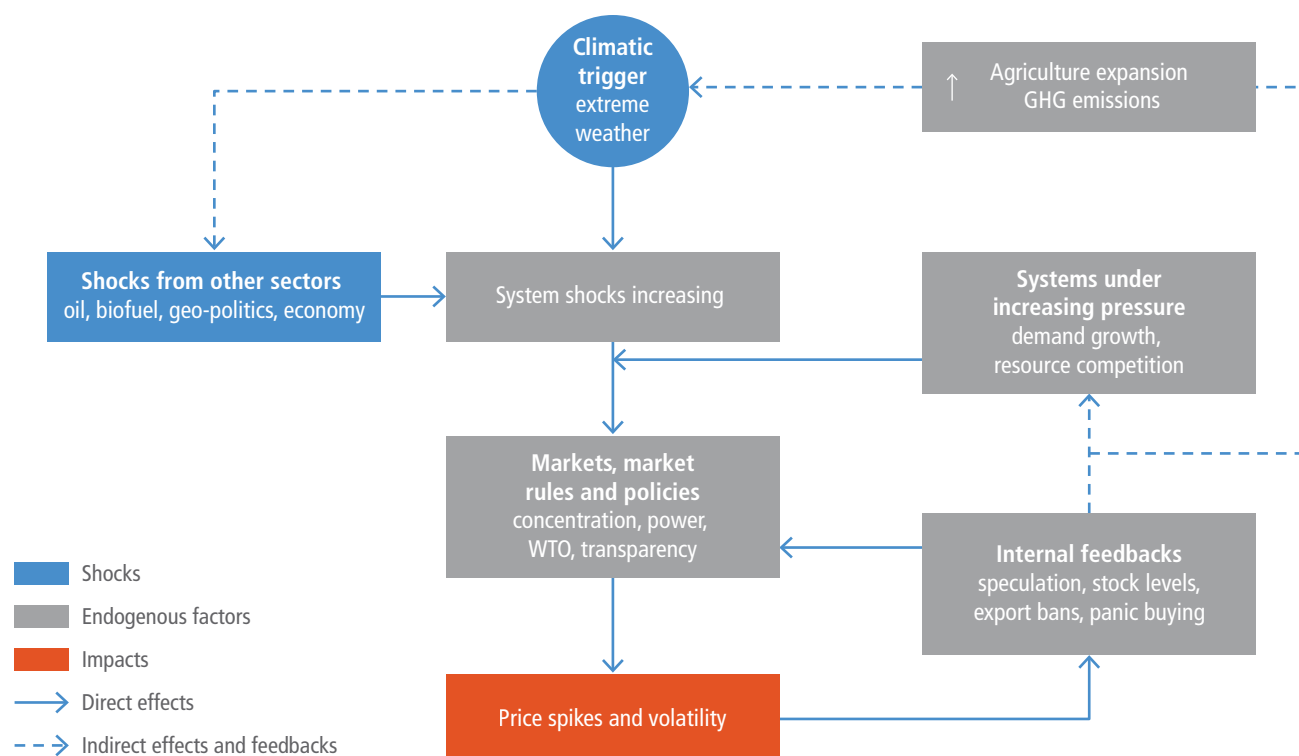 Climatic
trigger
extreme
weather
↑ Agriculture expansion
GHG emissions
Shocks from other sectors
oil, biofuel, geo-politics, economy
System shocks increasing
Systems under
increasing pressure
demand growth,
resource competition
Markets, market
rules and policies
concentration, power,
WTO, transparency
Internal feedbacks
speculation, stock levels,
export bans, panic buying
Price spikes and volatility
Shocks
Endogenous factors
Impacts
Direct effects
Indirect effects and feedbacks